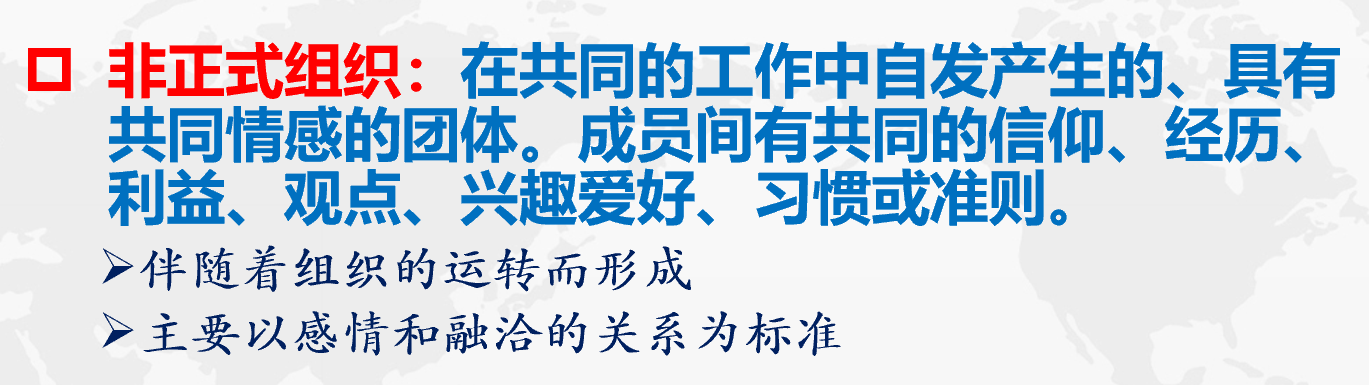 非正式组织：在共同的工作中自发产生的、具有
共同情感的团体。成员间有共同的信仰、经历、
利益、观点、兴趣爱好、习惯或准则。
伴随着组织的运转而形成
主要以感情和融洽的关系为标准